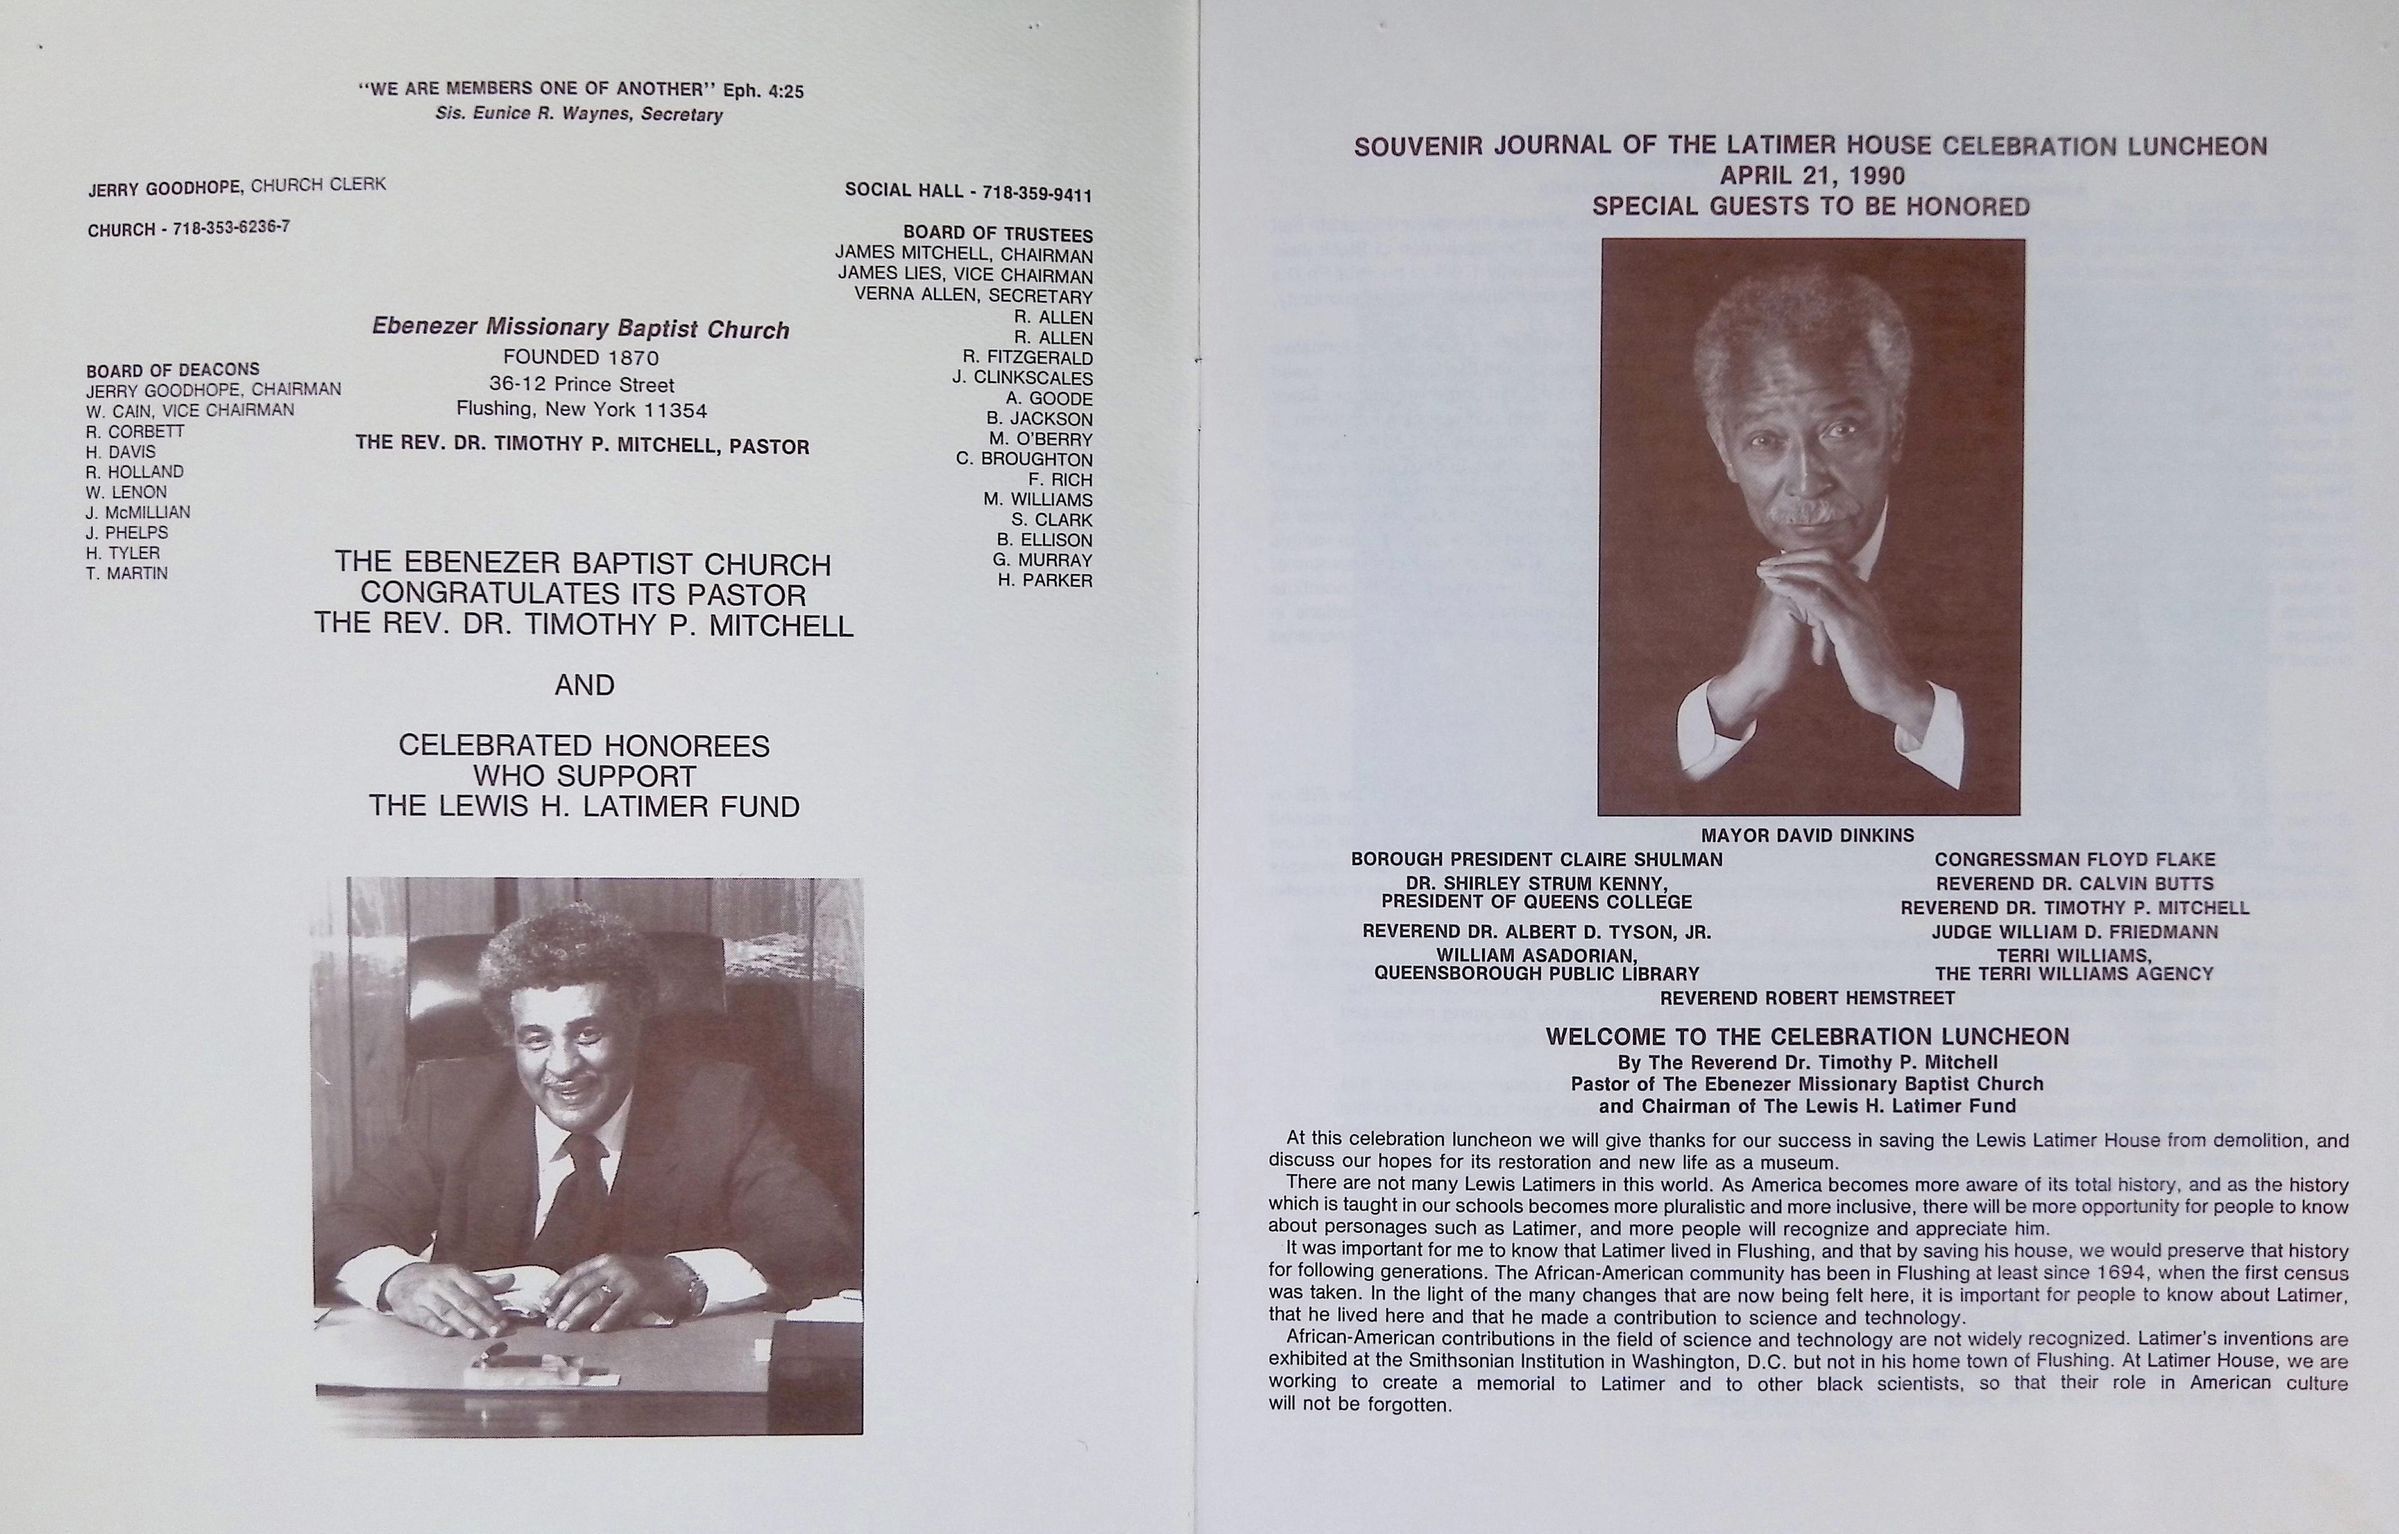 "WE ARE MEMBERS ONE OF ANOTHER" Eph. 4:25
Sis. Eunice R. Waynes, Secretary
JERRY GOODHOPE, CHURCH CLERK
CHURCH - 718-353-6236-7
SOCIAL HALL - 718-359-9411
BOARD OF TRUSTEES
JAMES MITCHELL, CHAIRMAN
JAMES LIES, VICE CHAIRMAN
VERNA ALLEN, SECRETARY
R. ALLEN
R. ALLEN
R. FITZGERALD
J. CLINKSCALES
A. GOODE
B. JACKSON
M. O'BERRY
C. BROUGHTON
F. RICH
M. WILLIAMS
S. CLARK
B. ELLISON
G. MURRAY
H. PARKER
Ebenezer Missionary Baptist Church
FOUNDED 1870
36-12 Prince Street
Flushing, New York 11354
THE REV. DR. TIMOTHY P. MITCHELL, PASTOR
BOARD OF DEACONS
JERRY GOODHOPE, CHAIRMAN
W. CAIN, VICE CHAIRMAN
R. CORBETT
H. DAVIS
R. HOLLAND
W. LENON
J. McMILLIAN
J. PHELPS
H. TYLER
T. MARTIN
THE EBENEZER BAPTIST CHURCH
CONGRATULATES ITS PASTOR
THE REV. DR. TIMOTHY P. MITCHELL
AND
CELEBRATED HONOREES
WHO SUPPORT
THE LEWIS H. LATIMER FUND
SOUVENIR JOURNAL OF THE LATIMER HOUSE CELEBRATION LUNCHEON
APRIL 21, 1990
SPECIAL GUESTS TO BE HONORED
MAYOR DAVID DINKINS
BOROUGH PRESIDENT CLAIRE SHULMAN
DR. SHIRLEY STRUM KENNY,
PRESIDENT OF QUEENS COLLEGE
REVEREND DR. ALBERT D. TYSON, JR.
WILLIAM ASADORIAN,
QUEENSBOROUGH PUBLIC LIBRARY
CONGRESSMAN FLOYD FLAKE
REVEREND DR. CALVIN BUTTS
REVEREND DR. TIMOTHY P. MITCHELL
JUDGE WILLIAM D. FRIEDMANN
TERRI WILLIAMS,
THE TERRI WILLIAMS AGENCY
REVEREND ROBERT HEMSTREET
WELCOME TO THE CELEBRATION LUNCHEON
By The Reverend Dr. Timothy P. Mitchell
Pastor of The Ebenezer Missionary Baptist Church
and Chairman of The Lewis H. Latimer Fund
At this celebration luncheon we will give thanks for our success in saving the Lewis Latimer House from demolition, and
discuss our hopes for its restoration and new life as a museum.
There are not many Lewis Latimers in this world. As America becomes more aware of its total history, and as the history
which is taught in our schools becomes more pluralistic and more inclusive, there will be more opportunity for people to know
about personages such as Latimer, and more people will recognize and appreciate him.
It was important for me to know that Latimer lived in Flushing, and that by saving his house, we would preserve that history
for following generations. The African-American community has been in Flushing at least since 1694, when the first census
was taken. In the light of the many changes that are now being felt here, it is important for people to know about Latimer,
that he lived here and that he made a contribution to science and technology.
African-American contributions in the field of science and technology are not widely recognized. Latimer's inventions are
exhibited at the Smithsonian Institution in Washington, D.C. but not in his home town of Flushing. At Latimer House, we are
working to create a memorial to Latimer and to other black scientists, so that their role in American culture
will not be forgotten.